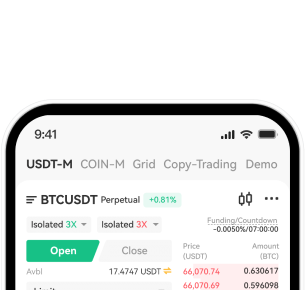 9:41
USDT-M COIN-M Grid Copy-Trading Demo
BTCUSDT Perpetual +0.81%
Funding/Countdown
-0.0050%/07:00:00
Isolated 3X Isolated 3X
Open Close
Price (USDT) Amount (BTC)
Avbl 17.4747 USDT
66,070.74 0.630617
66,070.69 0.596098